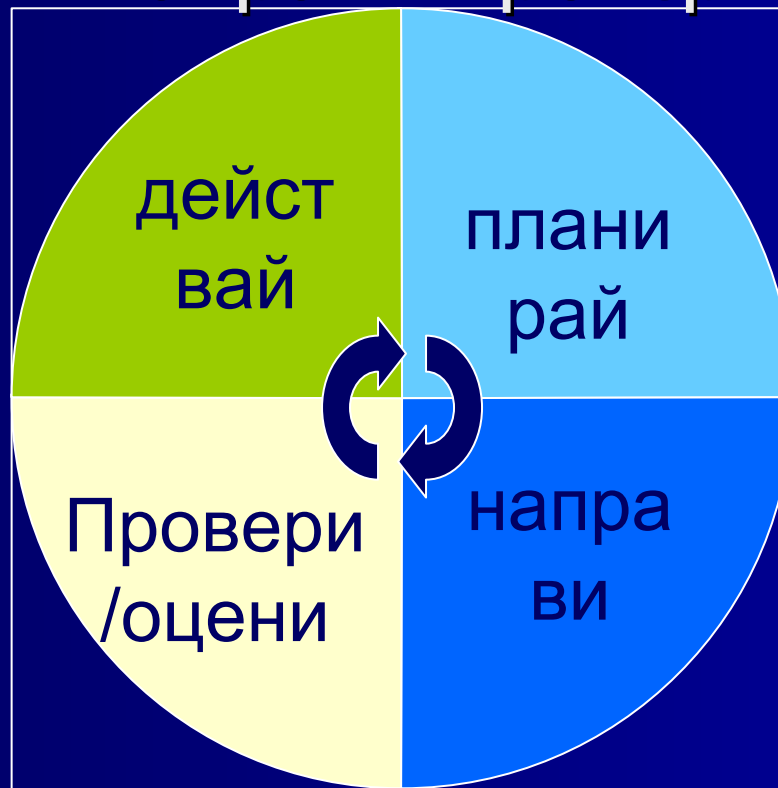 дейст
вай
плани
рай
напра
ви
Провери
/оцени